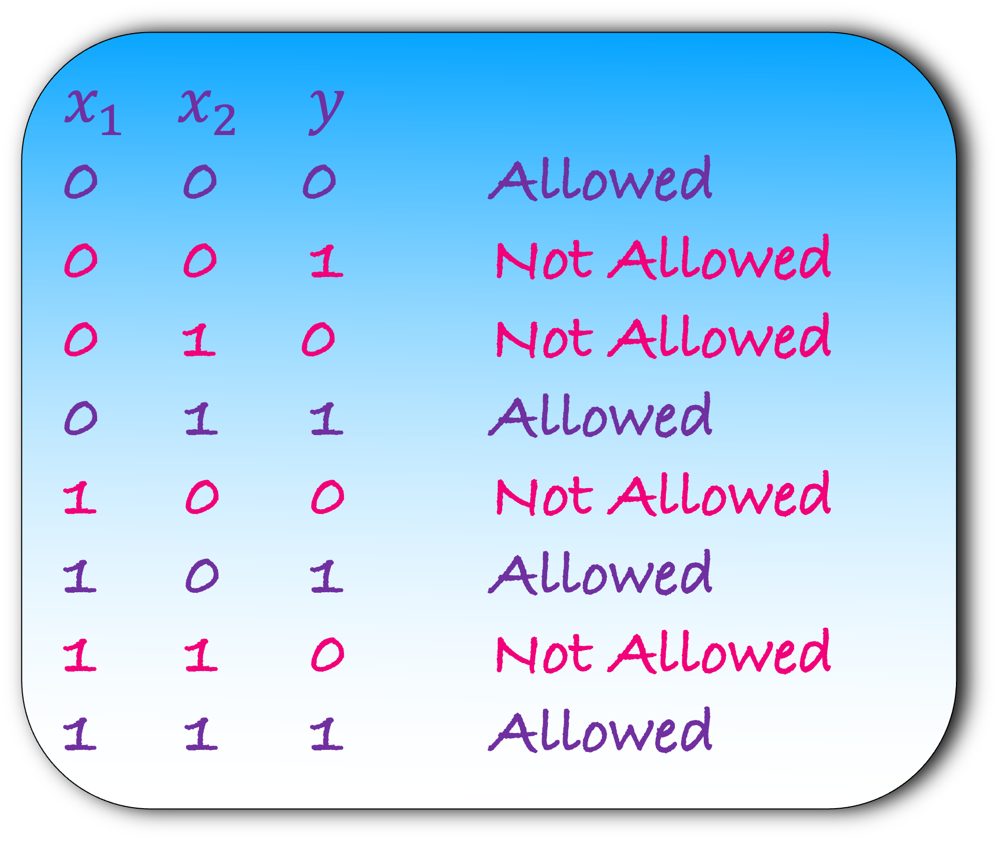 x₁ x₂ y
0 0 0 Allowed
0 0 1 Not Allowed
0 1 0 Not Allowed
0 1 1 Allowed
1 0 0 Not Allowed
1 0 1 Allowed
1 1 0 Not Allowed
1 1 1 Allowed